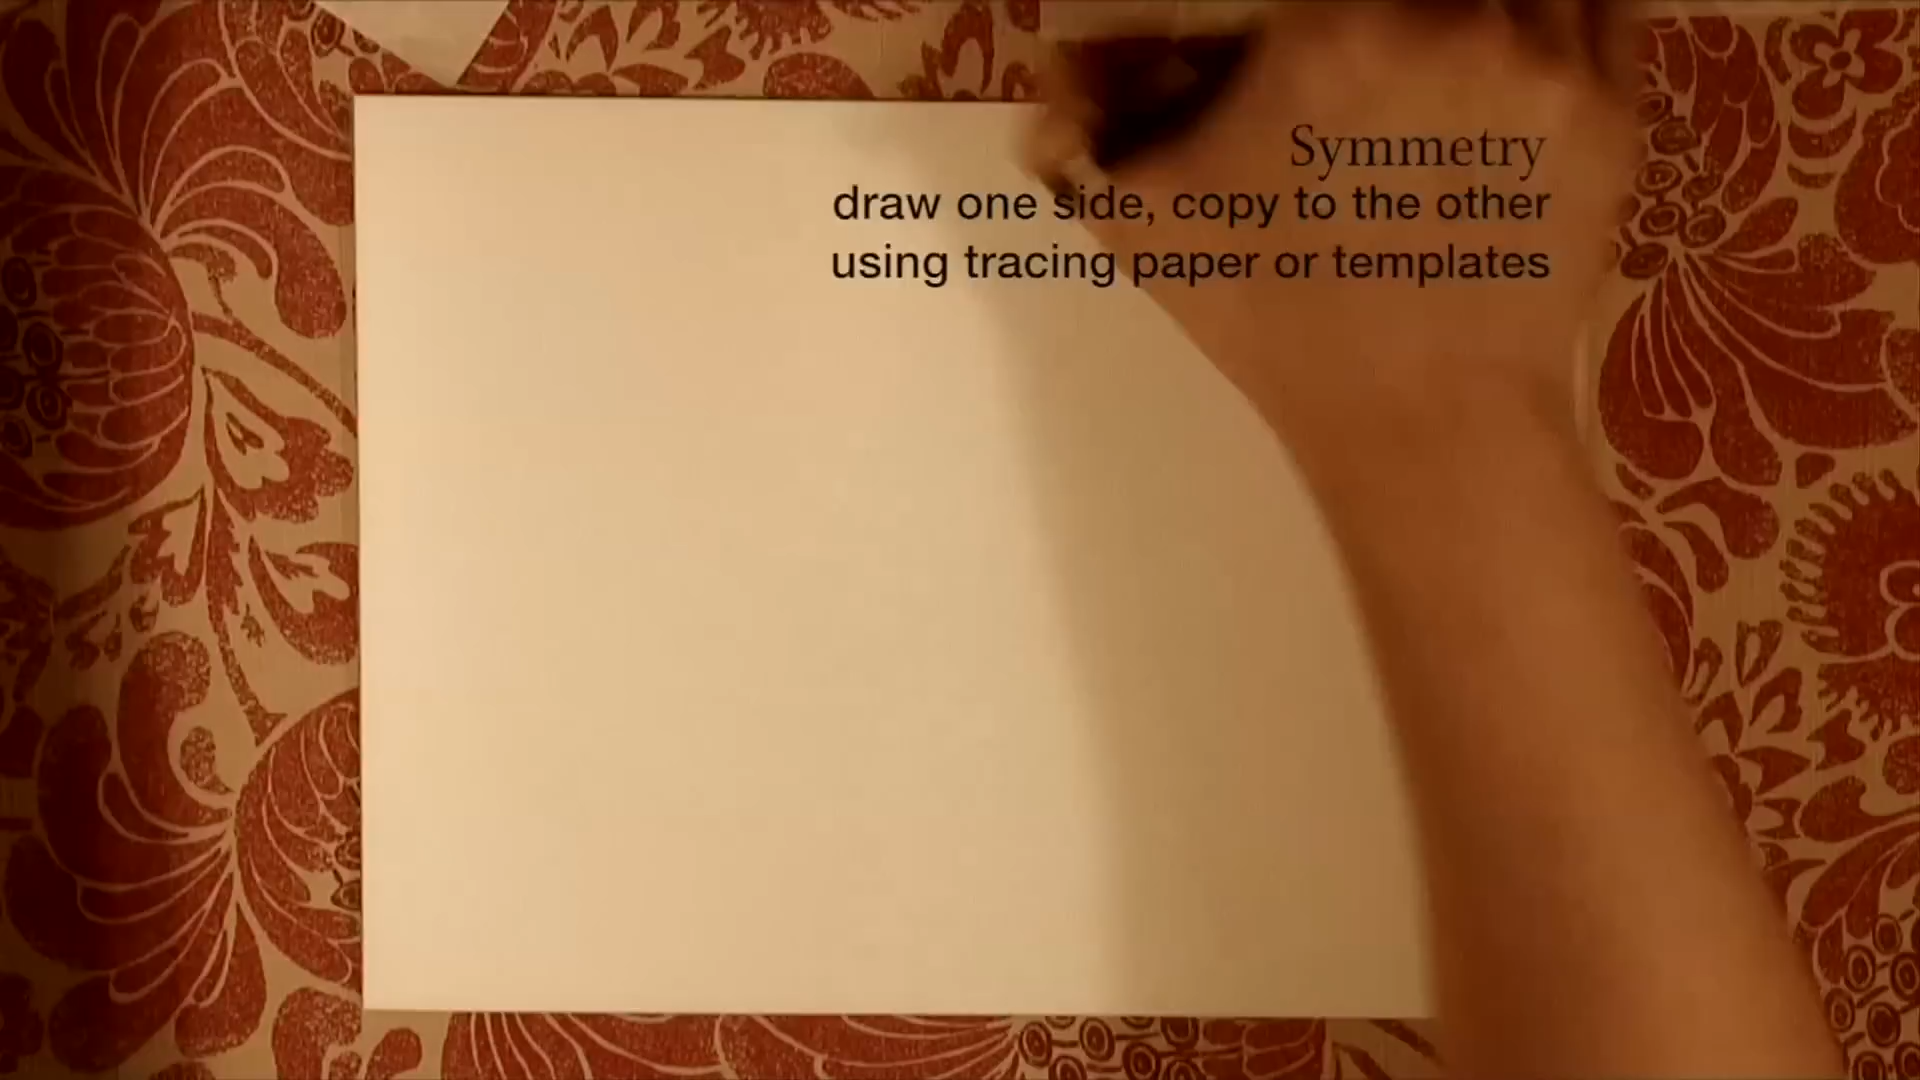 Symmetry
draw one side, copy to the other
using tracing paper or templates